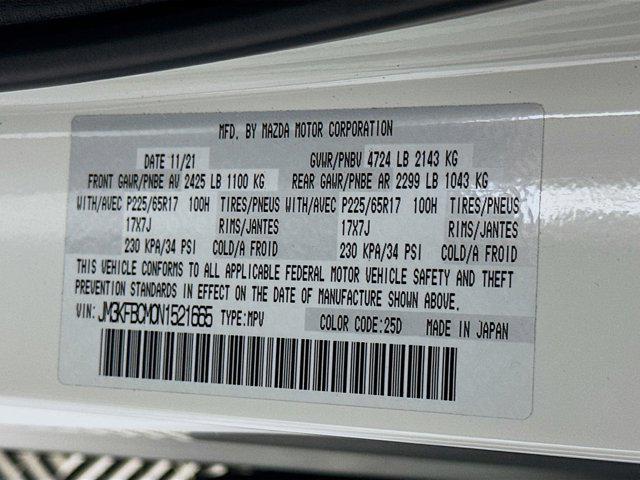 MFD. BY MAZDA MOTOR CORPORATION
DATE 11/21 GVWR/PNBV 4724 LB 2143 KG
FRONT GAWR/PNBE AV 2425 LB 1100 KG REAR GAWR/PNBE AR 2299 LB 1043 KG
WITH/AVEC P225/65R17 100H TIRES/PNEUS WITH/AVEC P225/65R17 100H TIRES/PNEUS
17X7J RIMS/JANTES 17X7J RIMS/JANTES
230 KPA/34 PSI COLD/A FROID 230 KPA/34 PSI COLD/A FROID
THIS VEHICLE CONFORMS TO ALL APPLICABLE FEDERAL MOTOR VEHICLE SAFETY AND THEFT
PREVENTION STANDARDS IN EFFECT ON THE DATE OF MANUFACTURE SHOWN ABOVE.
VIN: JM3KFBCM0N1521665 TYPE:MPV COLOR CODE:25D MADE IN JAPAN